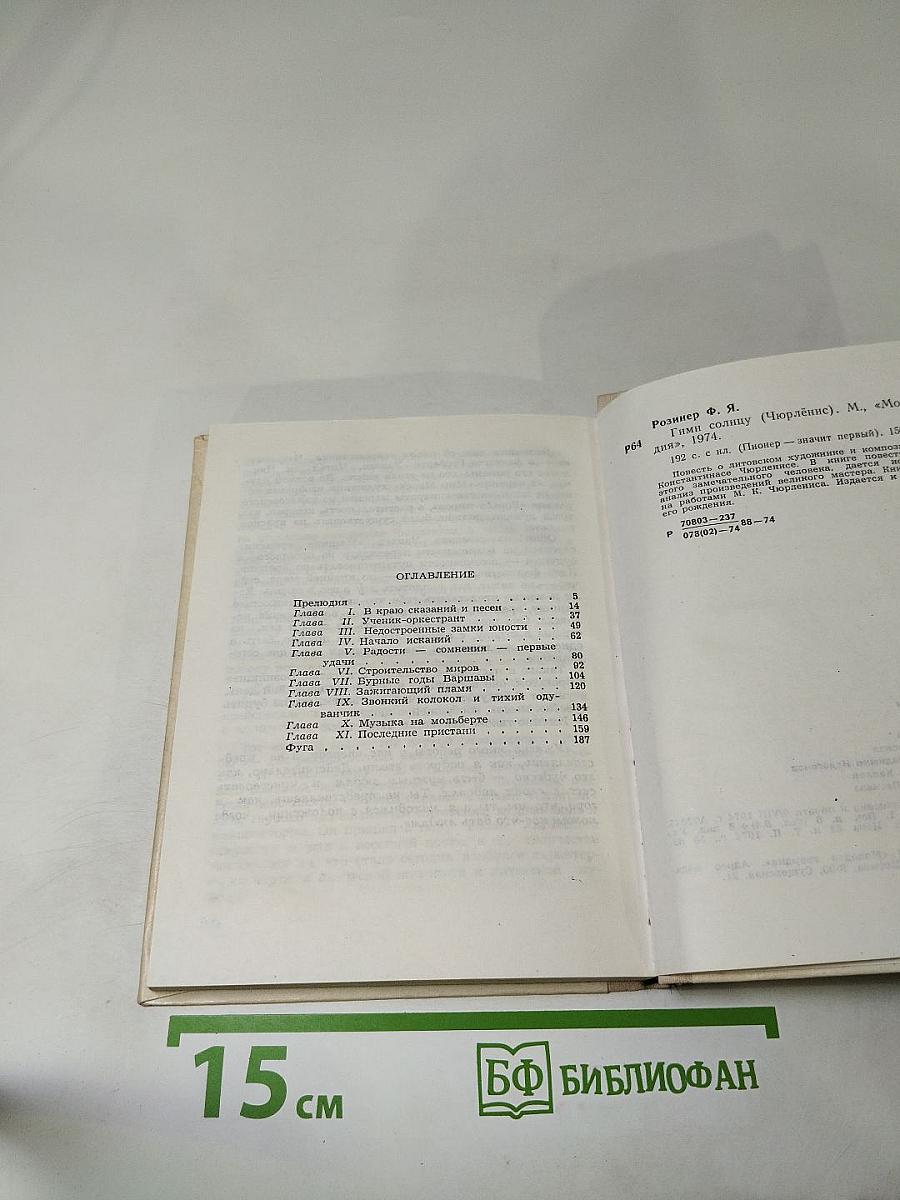 ОГЛАВЛЕНИЕ
Прелюдия . . . . . . . . . . . . . . 5
Глава I. В краю сказаний и песен . . . . 14
Глава II. Ученик-оркестрант . . . . . . 37
Глава III. Недостроенные замки юности . . . 49
Глава IV. Начало исканий . . . . . . . 62
Глава V. Радости — сомнения — первые
удачи . . . . . . . . . . . . 80
Глава VI. Строительство миров . . . . . 92
Глава VII. Бурные годы Варшавы . . . . 104
Глава VIII. Зажигающий пламя . . . . . 120
Глава IX. Звонкий колокол и тихий оду-
ванчик . . . . . . . . . . . . 134
Глава X. Музыка на мольберте . . . . . 146
Глава XI. Последние пристани . . . . . 159
Фуга . . . . . . . . . . . . . . 187
Розинер Ф. Я.
Р64
Гимн солнцу (Чюрлёнис). М., «Мо
дия», 1974.
192 с. с ил. (Пионер — значит первый).
Повесть о литовском художнике и компози
Константинасе Чюрленисе. В книге повест
этого замечательного человека, дается
анализ произведений великого мастера. Кни
на работами М. К. Чюрлениса. Издается к
его рождения.
Р 70803—237
078(02)—74 88—74
15 см
БФ БИБЛИОФАН